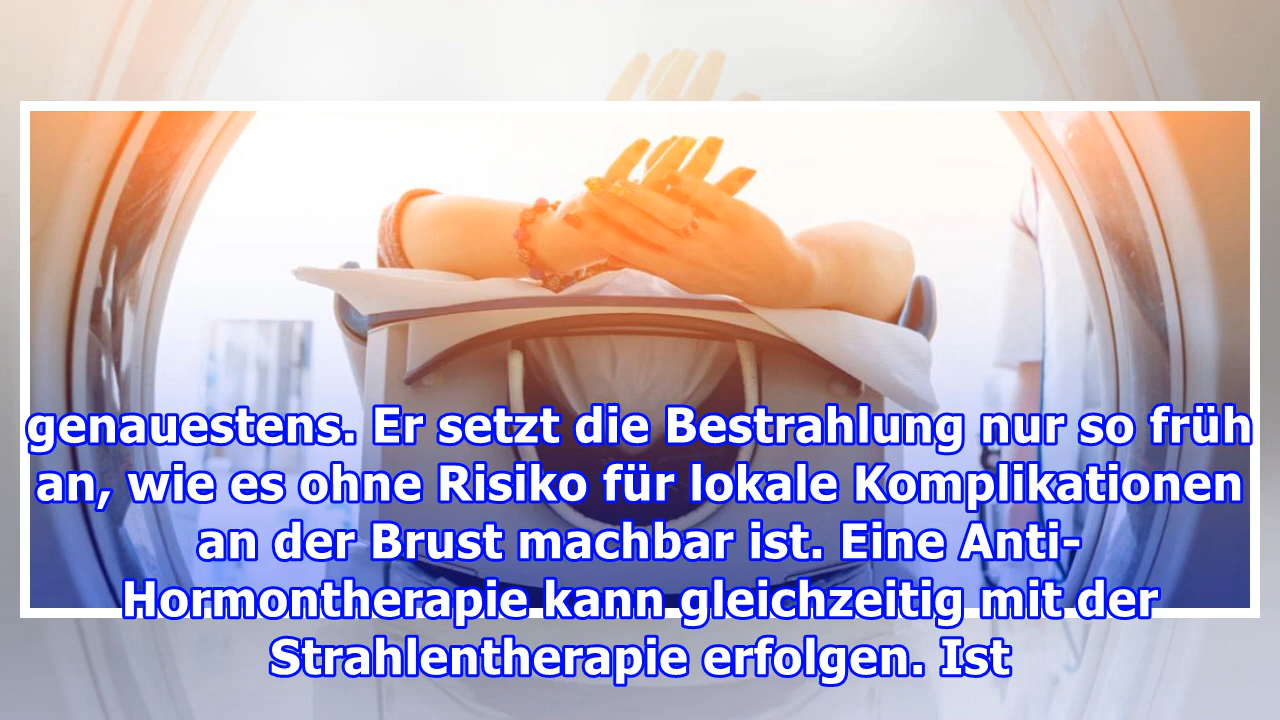 genauestens. Er setzt die Bestrahlung nur so früh
an, wie es ohne Risiko für lokale Komplikationen
an der Brust machbar ist. Eine Anti-
Hormontherapie kann gleichzeitig mit der
Strahlentherapie erfolgen. Ist